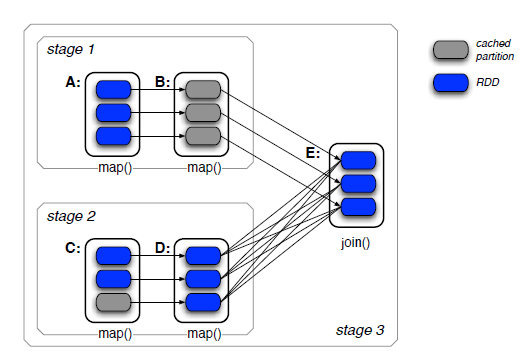 stage 1
A:
B:
map()
map()
stage 2
C:
D:
map()
map()
E:
join()
stage 3
cached
partition
RDD